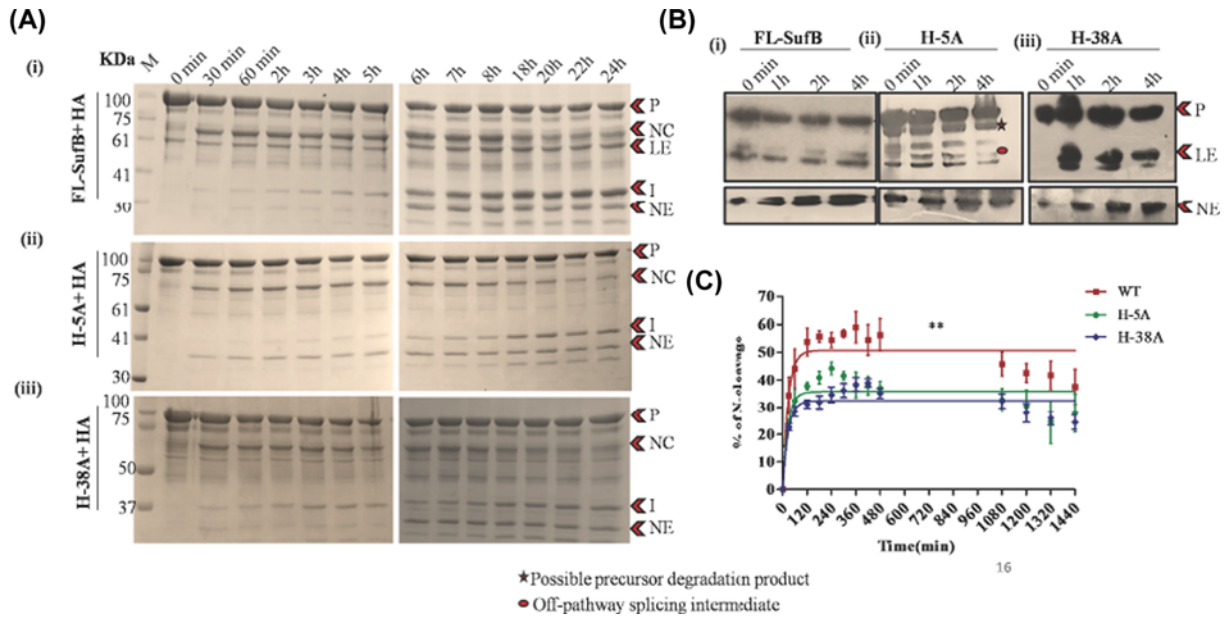 (A)
(i)
KDa
M
0 min
30 min
60 min
2h
3h
4h
5h
6h
7h
8h
18h
20h
22h
24h
FL-SufB+ HA
100
75
61
41
30
P
NC
LE
I
NE
(ii)
H-5A+ HA
100
75
61
41
30
P
NC
I
NE
(iii)
H-38A+ HA
100
75
50
37
P
NC
I
NE
(B)
(i)
FL-SufB
0 min
1h
2h
4h
(ii)
H-5A
0 min
1h
2h
4h
(iii)
H-38A
0 min
1h
2h
4h
P
LE
NE
(C)
% of N-cleavage
70
60
50
40
30
20
10
0
**
WT
H-5A
H-38A
0 120 240 360 480 600 720 840 960 1080 1200 1320 1440
Time(min)
16
Possible precursor degradation product
Off-pathway splicing intermediate